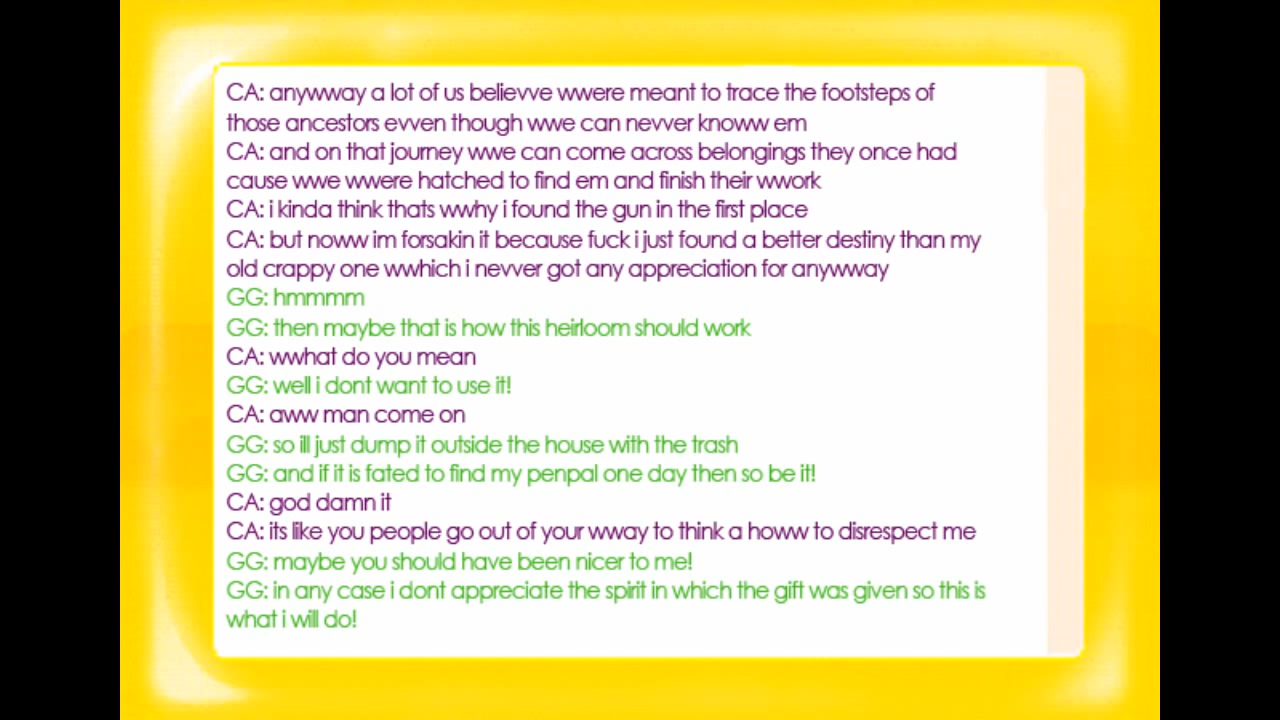 CA: anywway a lot of us believve wwere meant to trace the footsteps of
those ancestors evven though wwe can nevver knoww em
CA: and on that journey wwe can come across belongings they once had
cause wwe wwere hatched to find em and finish their wwork
CA: i kinda think thats wwhy i found the gun in the first place
CA: but noww im forsakin it because fuck i just found a better destiny than my
old crappy one wwhich i nevver got any appreciation for anywway
GG: hmmmm
GG: then maybe that is how this heirloom should work
CA: wwhat do you mean
GG: well i dont want to use it!
CA: aww man come on
GG: so ill just dump it outside the house with the trash
GG: and if it is fated to find my penpal one day then so be it!
CA: god damn it
CA: its like you people go out of your wway to think a howw to disrespect me
GG: maybe you should have been nicer to me!
GG: in any case i dont appreciate the spirit in which the gift was given so this is
what i will do!